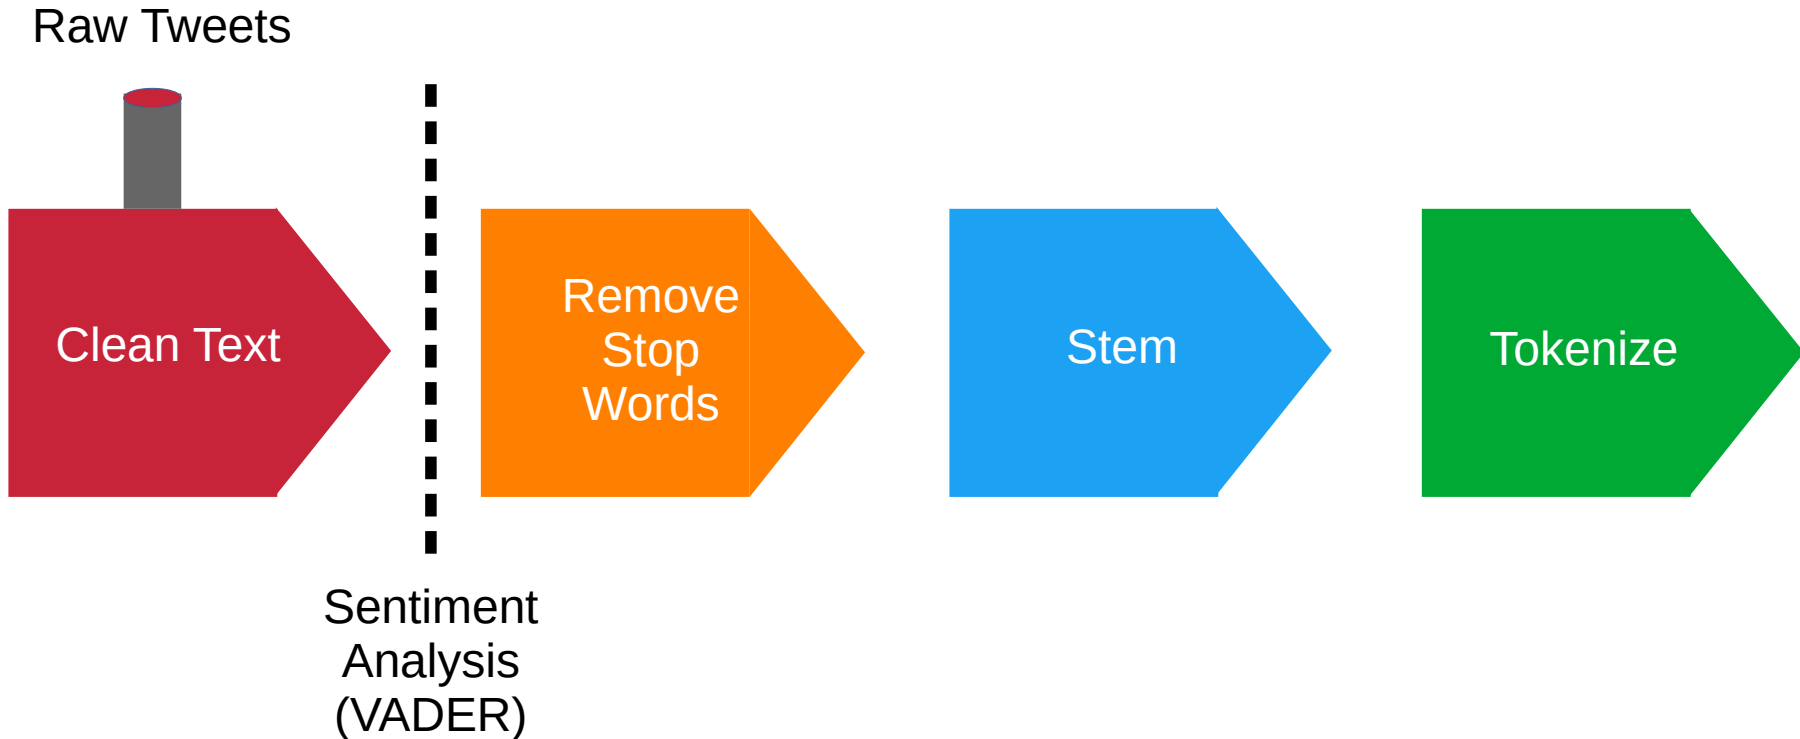 Raw Tweets
Clean Text
Remove
Stop
Words
Stem
Tokenize
Sentiment
Analysis
(VADER)